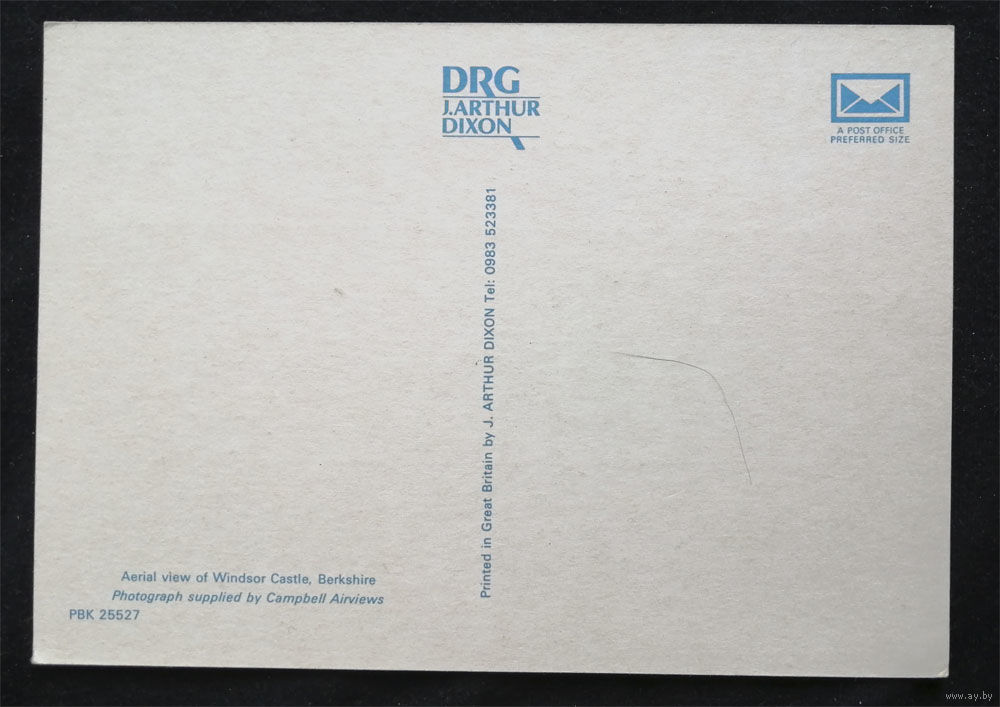 DRG
J.ARTHUR
DIXON
A POST OFFICE
PREFERRED SIZE
Printed in Great Britain by J. ARTHUR DIXON Tel: 0983 523381
Aerial view of Windsor Castle, Berkshire
Photograph supplied by Campbell Airviews
PBK 25527
www.ay.by